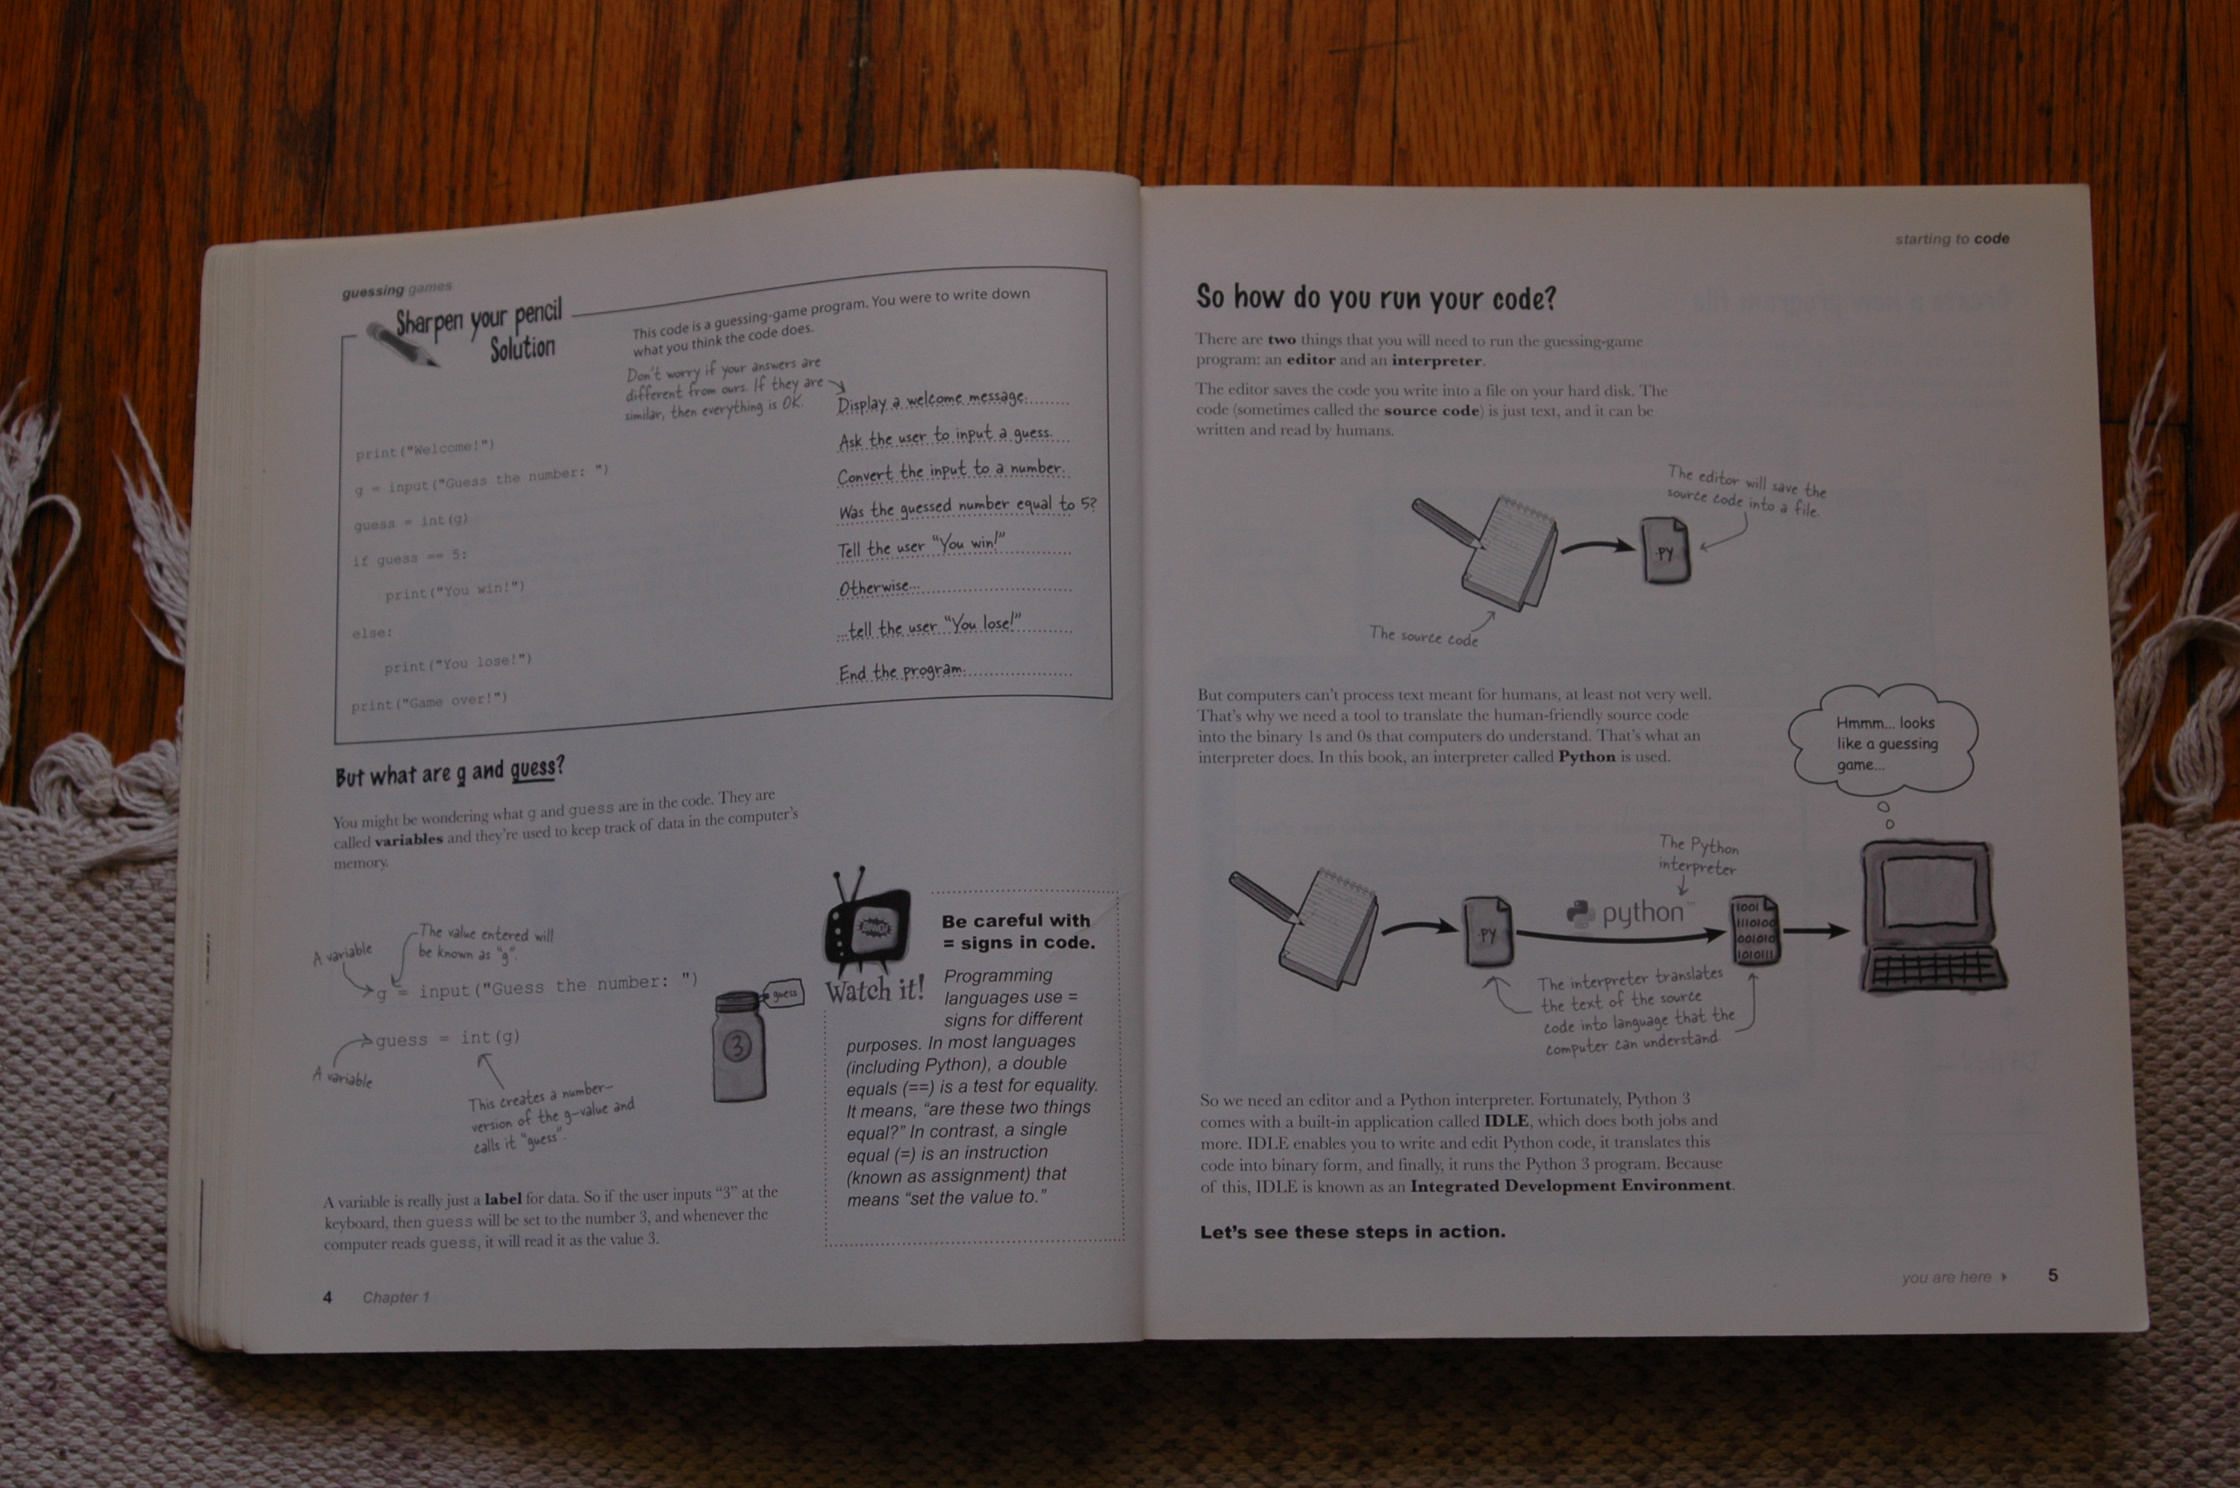 guessing games
Sharpen your pencil
Solution
This code is a guessing-game program. You were to write down
what you think the code does.
Don't worry if your answers are
different from ours. If they are
similar, then everything is OK.
print("Welcome!")
g = input("Guess the number: ")
guess = int(g)
if guess == 5:
print("You win!")
else:
print("You lose!")
print("Game over!")
Display a welcome message.
Ask the user to input a guess.
Convert the input to a number.
Was the guessed number equal to 5?
Tell the user "You win!"
Otherwise...
...tell the user "You lose!"
End the program.
But what are g and guess?
You might be wondering what g and guess are in the code. They are
called variables and they're used to keep track of data in the computer's
memory.
A variable
The value entered will
be known as "g".
g = input("Guess the number: ")
guess = int(g)
A variable
This creates a number-
version of the g-value and
calls it "guess".
guess
3
A variable is really just a label for data. So if the user inputs "3" at the
keyboard, then guess will be set to the number 3, and whenever the
computer reads guess, it will read it as the value 3.
Watch it!
Be careful with
= signs in code.
Programming
languages use =
signs for different
purposes. In most languages
(including Python), a double
equals (==) is a test for equality.
It means, "are these two things
equal?" In contrast, a single
equal (=) is an instruction
(known as assignment) that
means "set the value to."
4 Chapter 1
starting to code
So how do you run your code?
There are two things that you will need to run the guessing-game
program: an editor and an interpreter.
The editor saves the code you write into a file on your hard disk. The
code (sometimes called the source code) is just text, and it can be
written and read by humans.
The editor will save the
source code into a file.
.PY
The source code
But computers can't process text meant for humans, at least not very well.
That's why we need a tool to translate the human-friendly source code
into the binary 1s and 0s that computers do understand. That's what an
interpreter does. In this book, an interpreter called Python is used.
Hmmm... looks
like a guessing
game...
The Python
interpreter
.PY
python™
1001
1110100
001010
1010111
The interpreter translates
the text of the source
code into language that the
computer can understand.
So we need an editor and a Python interpreter. Fortunately, Python 3
comes with a built-in application called IDLE, which does both jobs and
more. IDLE enables you to write and edit Python code, it translates this
code into binary form, and finally, it runs the Python 3 program. Because
of this, IDLE is known as an Integrated Development Environment.
Let's see these steps in action.
you are here ▸ 5